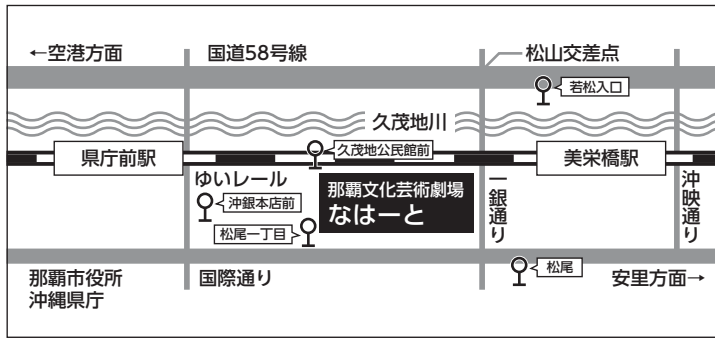 ←空港方面
国道58号線
松山交差点
若松入口
久茂地川
県庁前駅
久茂地公民館前
美栄橋駅
ゆいレール
沖銀本店前
松尾一丁目
那覇文化芸術劇場
なはーと
一銀通り
沖映通り
那覇市役所
沖縄県庁
国際通り
松尾
安里方面→